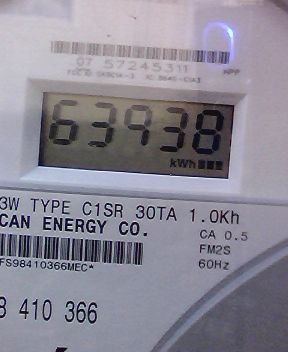 07 57245311
63938
kWh
3W TYPE C1SR 30TA 1.0Kh
CAN ENERGY CO.
CA 0.5
FM2S
FS98410366MEC*
60Hz
8 410 366